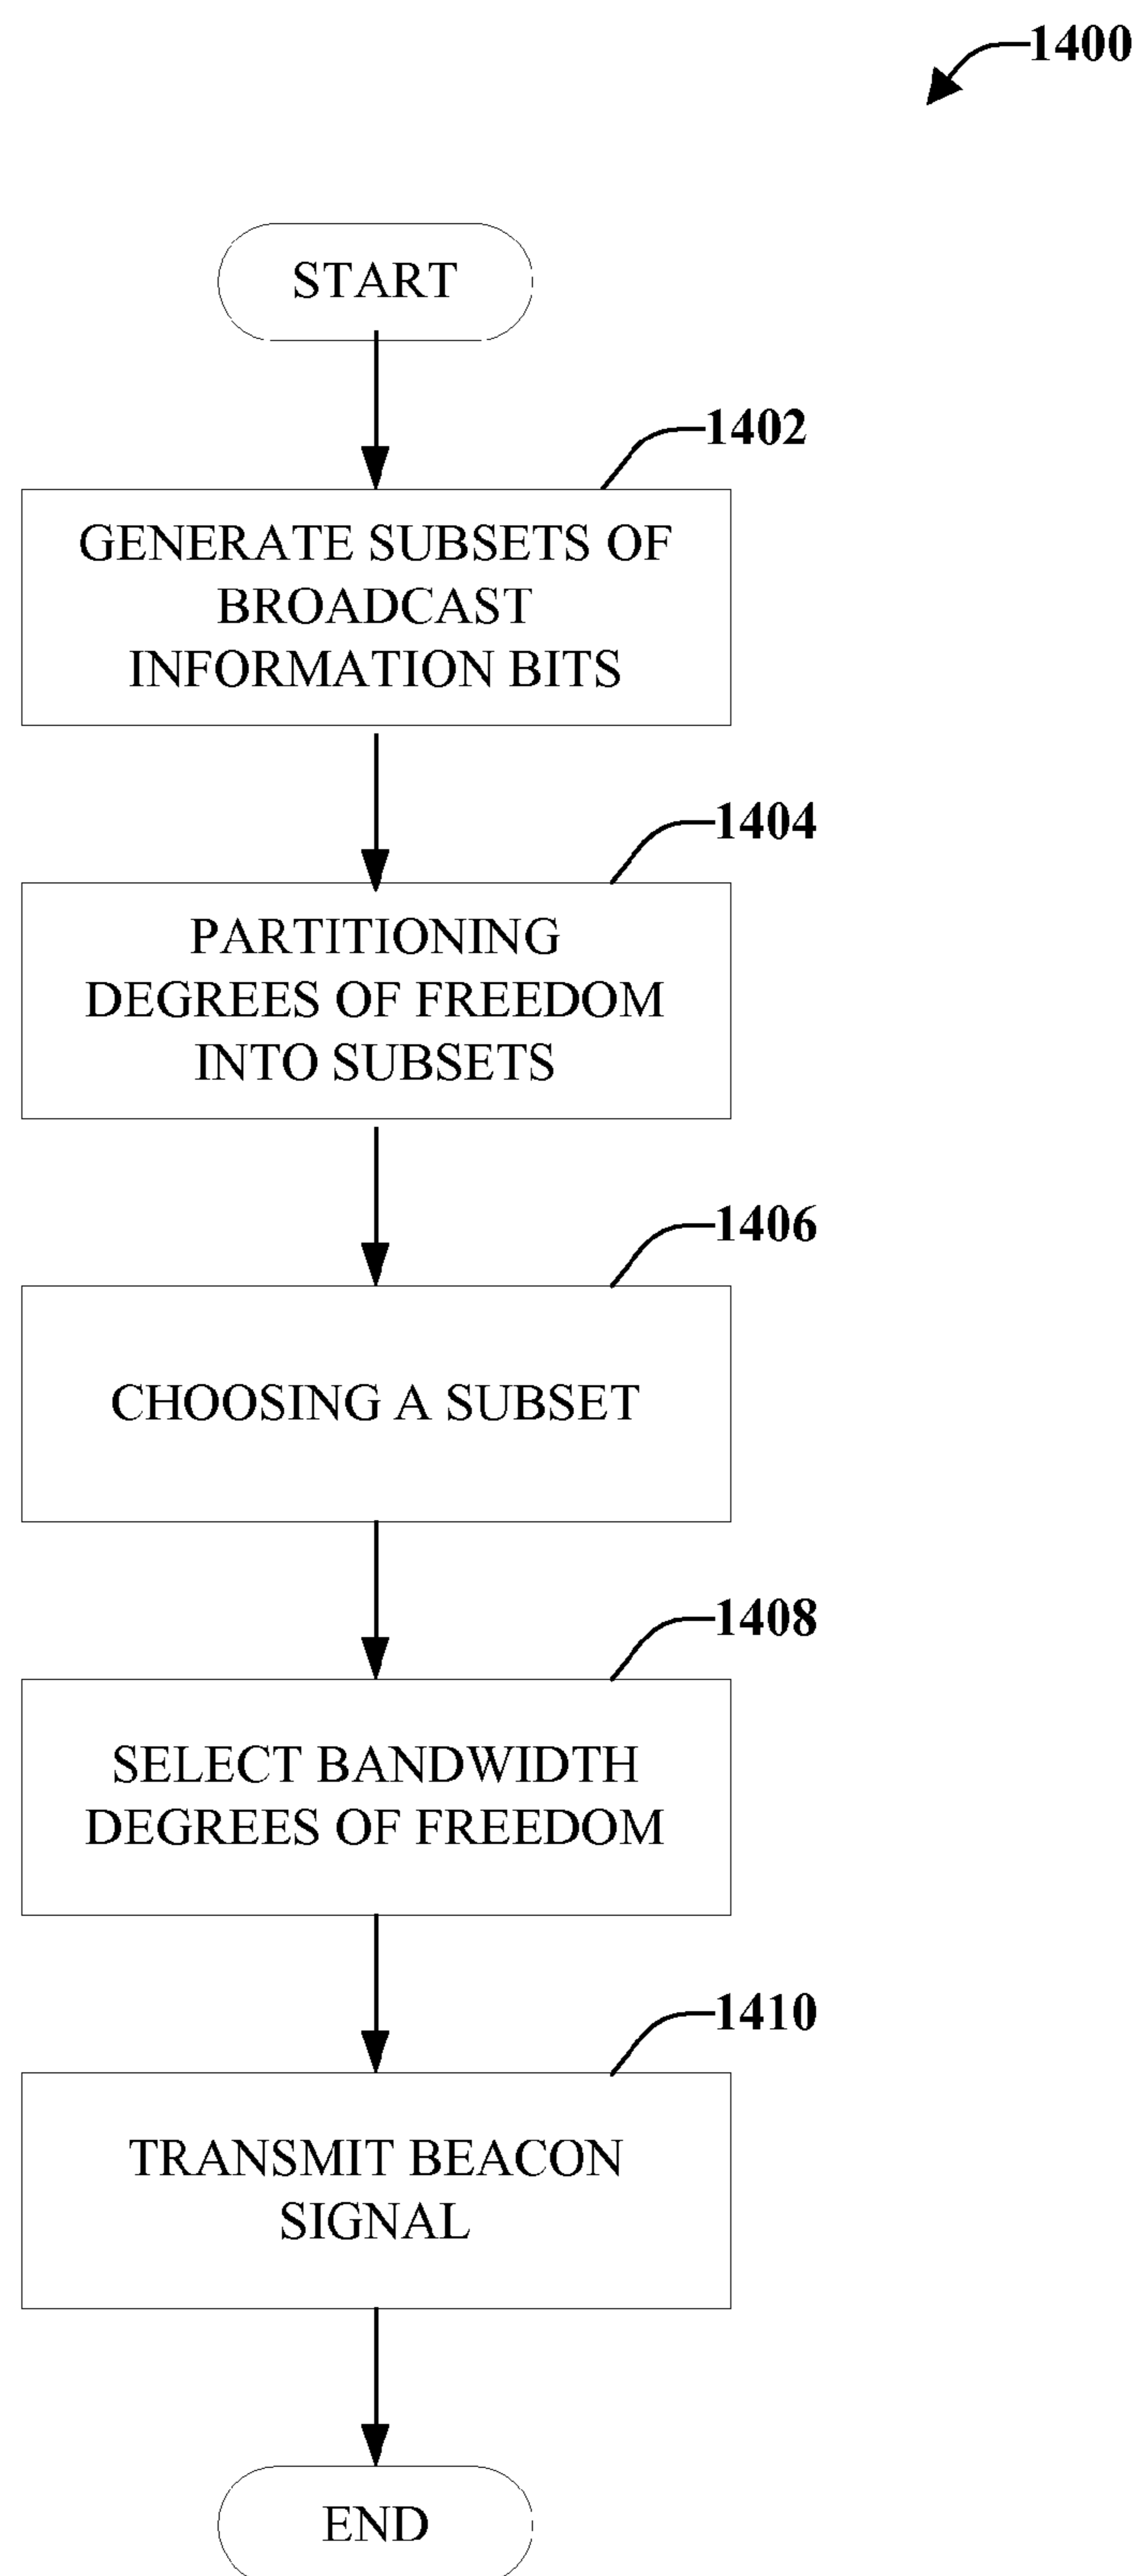 1400
START
1402
GENERATE SUBSETS OF
BROADCAST
INFORMATION BITS
1404
PARTITIONING
DEGREES OF FREEDOM
INTO SUBSETS
1406
CHOOSING A SUBSET
1408
SELECT BANDWIDTH
DEGREES OF FREEDOM
1410
TRANSMIT BEACON
SIGNAL
END